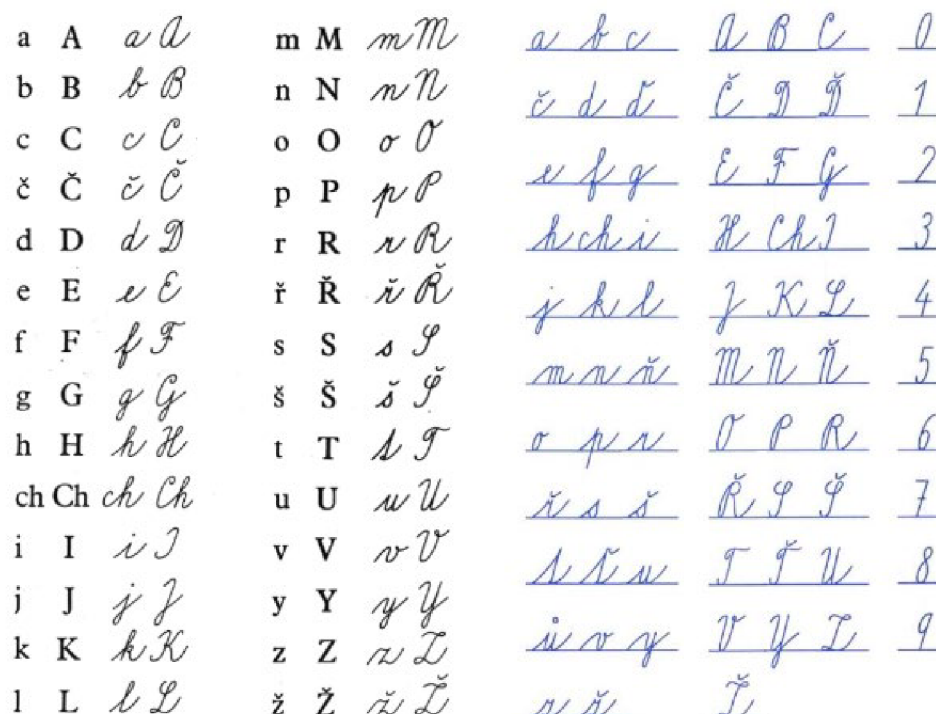 a A a A m M m M a b c A B C 0
b B b B n N n N č d ď Č D Ď 1
c C c C o O o O e f g E F G 2
č Č č Č p P p P h ch i H Ch I 3
d D d D r R r R j k l J K L 4
e E e E ř Ř ř Ř m n ň M N Ň 5
f F f F s S s S o p r O P R 6
g G g G š Š š Š ř s š Ř S Š 7
h H h H t T t T t ť u T Ť U 8
ch Ch ch Ch u U u U ů v y V Y Z 9
i I i I v V v V z ž Ž
j J j J y Y y Y
k K k K z Z z Z
l L l L ž Ž ž Ž